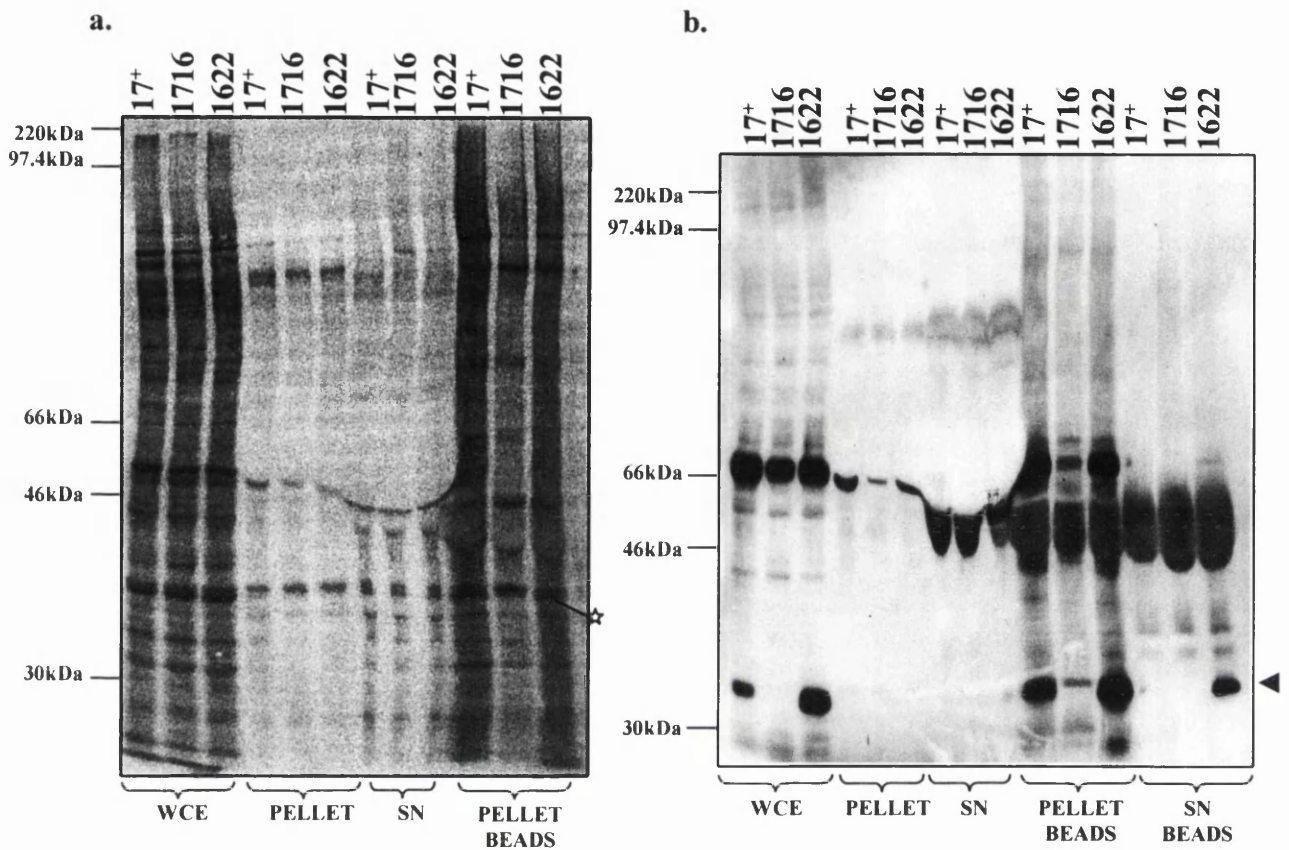 a.
17+ 1716 1622 17+ 1716 1622 17+ 1716 1622 17+ 1716 1622
220kDa
97.4kDa
66kDa
46kDa
30kDa
WCE PELLET SN PELLET BEADS
b.
17+ 1716 1622 17+ 1716 1622 17+ 1716 1622 17+ 1716 1622 17+ 1716 1622
220kDa
97.4kDa
66kDa
46kDa
30kDa
WCE PELLET SN PELLET BEADS SN BEADS